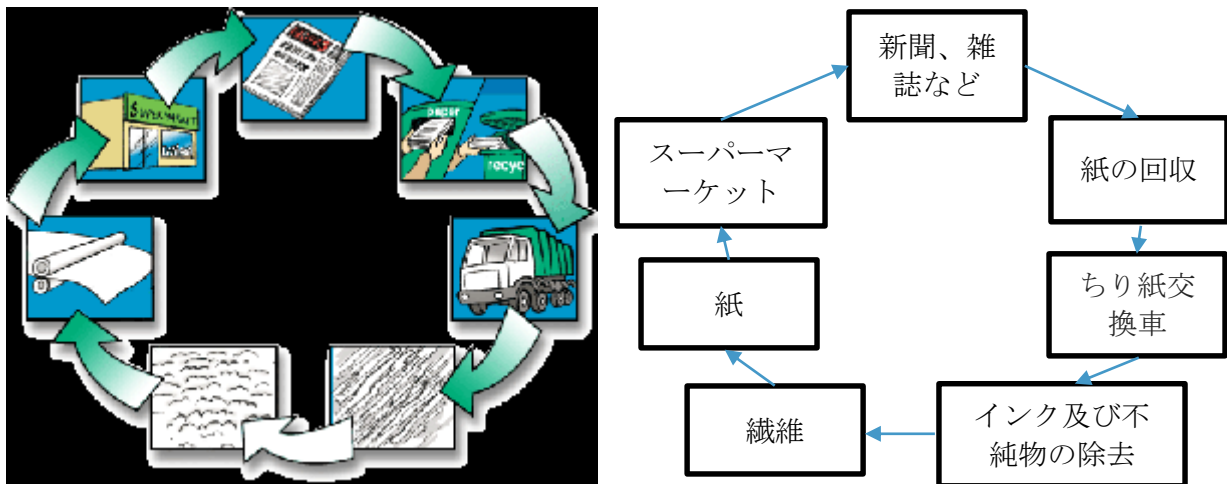 SUPERMARKET
paper
recyc
新聞、雑
誌など
スーパーマ
ーケット
紙の回収
紙
ちり紙交
換車
繊維
インク及び不
純物の除去